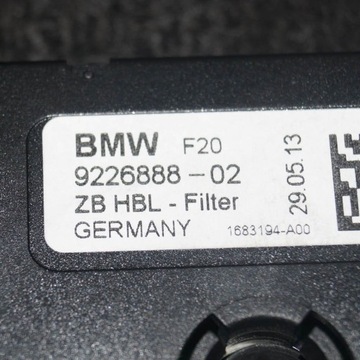 BMW F20
9226888-02
ZB HBL - Filter
GERMANY 1683194-A00
29.05.13